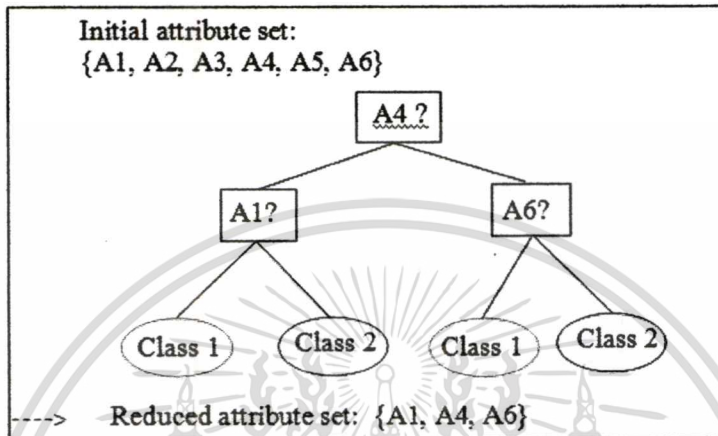 Initial attribute set:
{A1, A2, A3, A4, A5, A6}
A4 ?
A1?
A6?
Class 1
Class 2
Class 1
Class 2
----> Reduced attribute set: {A1, A4, A6}